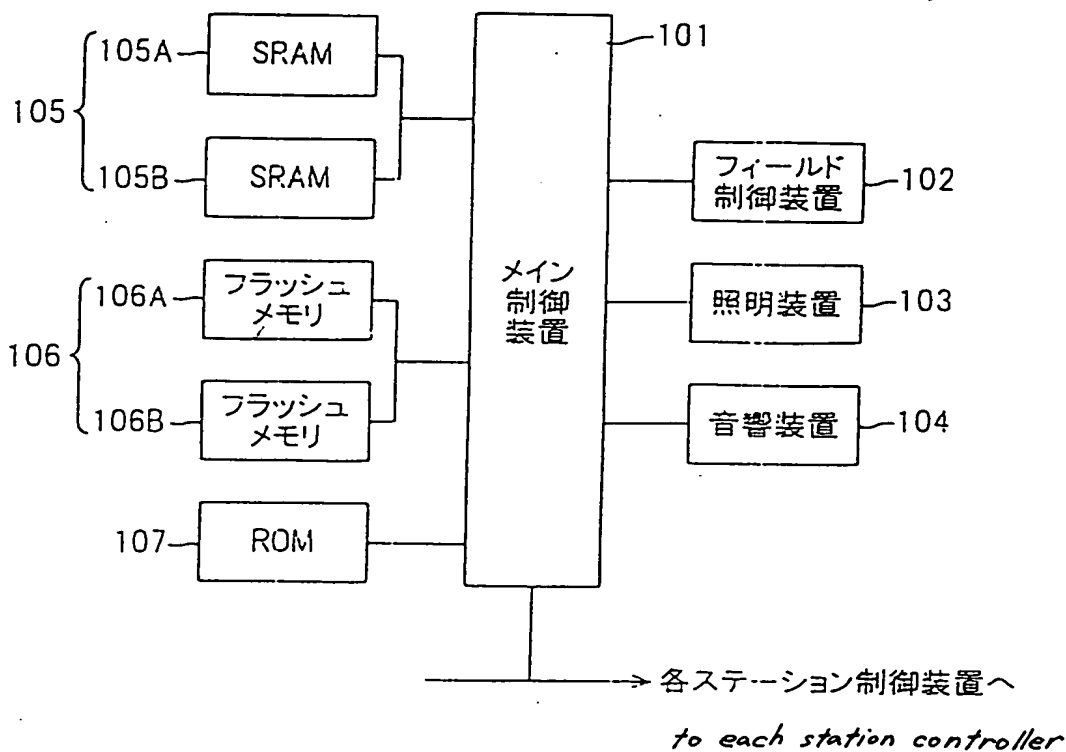 105
105A
SRAM
105B
SRAM
106
106A
フラッシュ
メモリ
106B
フラッシュ
メモリ
107
ROM
101
メイン
制御
装置
フィールド
制御装置
102
照明装置
103
音響装置
104
各ステーション制御装置へ
to each station controller